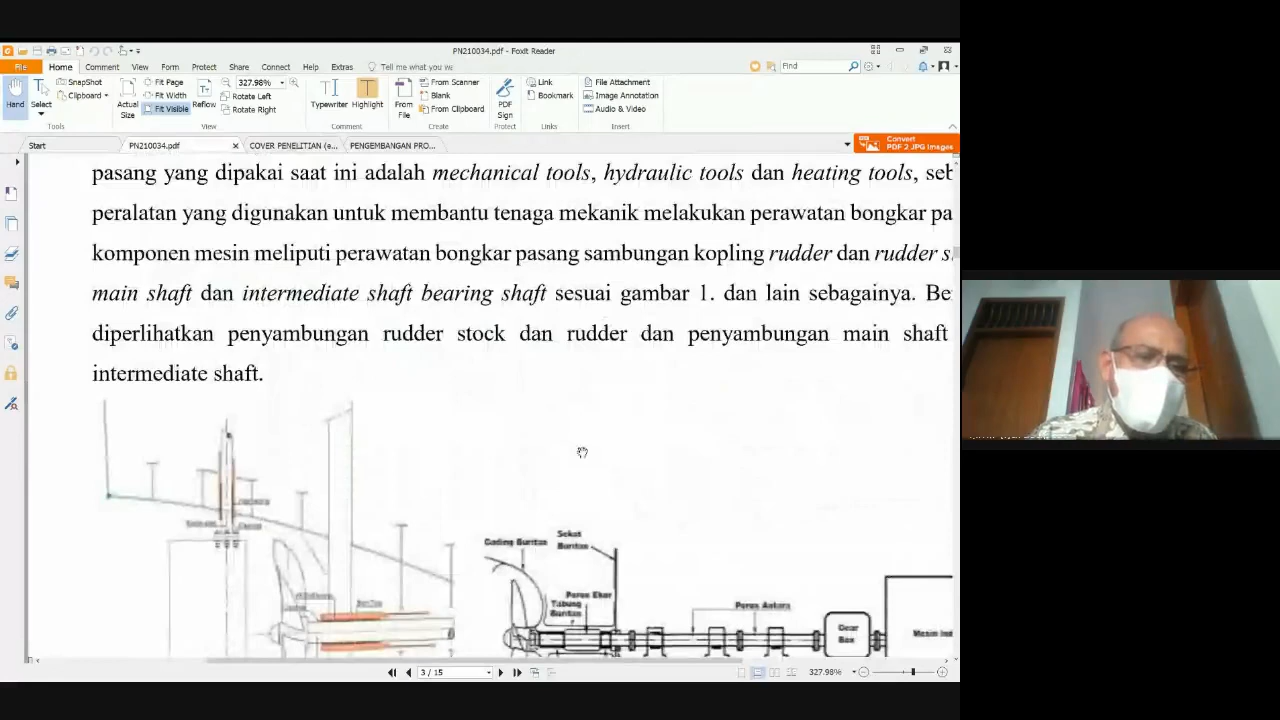 PN210034.pdf - Foxit Reader
File Home Comment View Form Protect Share Connect Help Extras Tell me what you wa Find
Hand
Select
SnapShot
Clipboard
Tools
Actual Size
Fit Page
Fit Width
Fit Visible
Reflow
327.98%
Rotate Left
Rotate Right
View
Typewriter
Highlight
Comment
From File
From Scanner
Blank
From Clipboard
Create
PDF Sign
Protect
Link
Bookmark
Links
File Attachment
Image Annotation
Audio & Video
Insert
Start PN210034.pdf COVER PENELITIAN (e... PENGEMBANGAN PRO...
Convert
PDF 2 JPG Images
pasang yang dipakai saat ini adalah mechanical tools, hydraulic tools dan heating tools, seb
peralatan yang digunakan untuk membantu tenaga mekanik melakukan perawatan bongkar pa
komponen mesin meliputi perawatan bongkar pasang sambungan kopling rudder dan rudder s
main shaft dan intermediate shaft bearing shaft sesuai gambar 1. dan lain sebagainya. Be
diperlihatkan penyambungan rudder stock dan rudder dan penyambungan main shaft
intermediate shaft.
Gading Buritan
Sekat
Buritan
Poros Ekor
Tabung
Buritan
Poros Antara
Gear
Box
Mesin Ind
3 / 15
327.98%